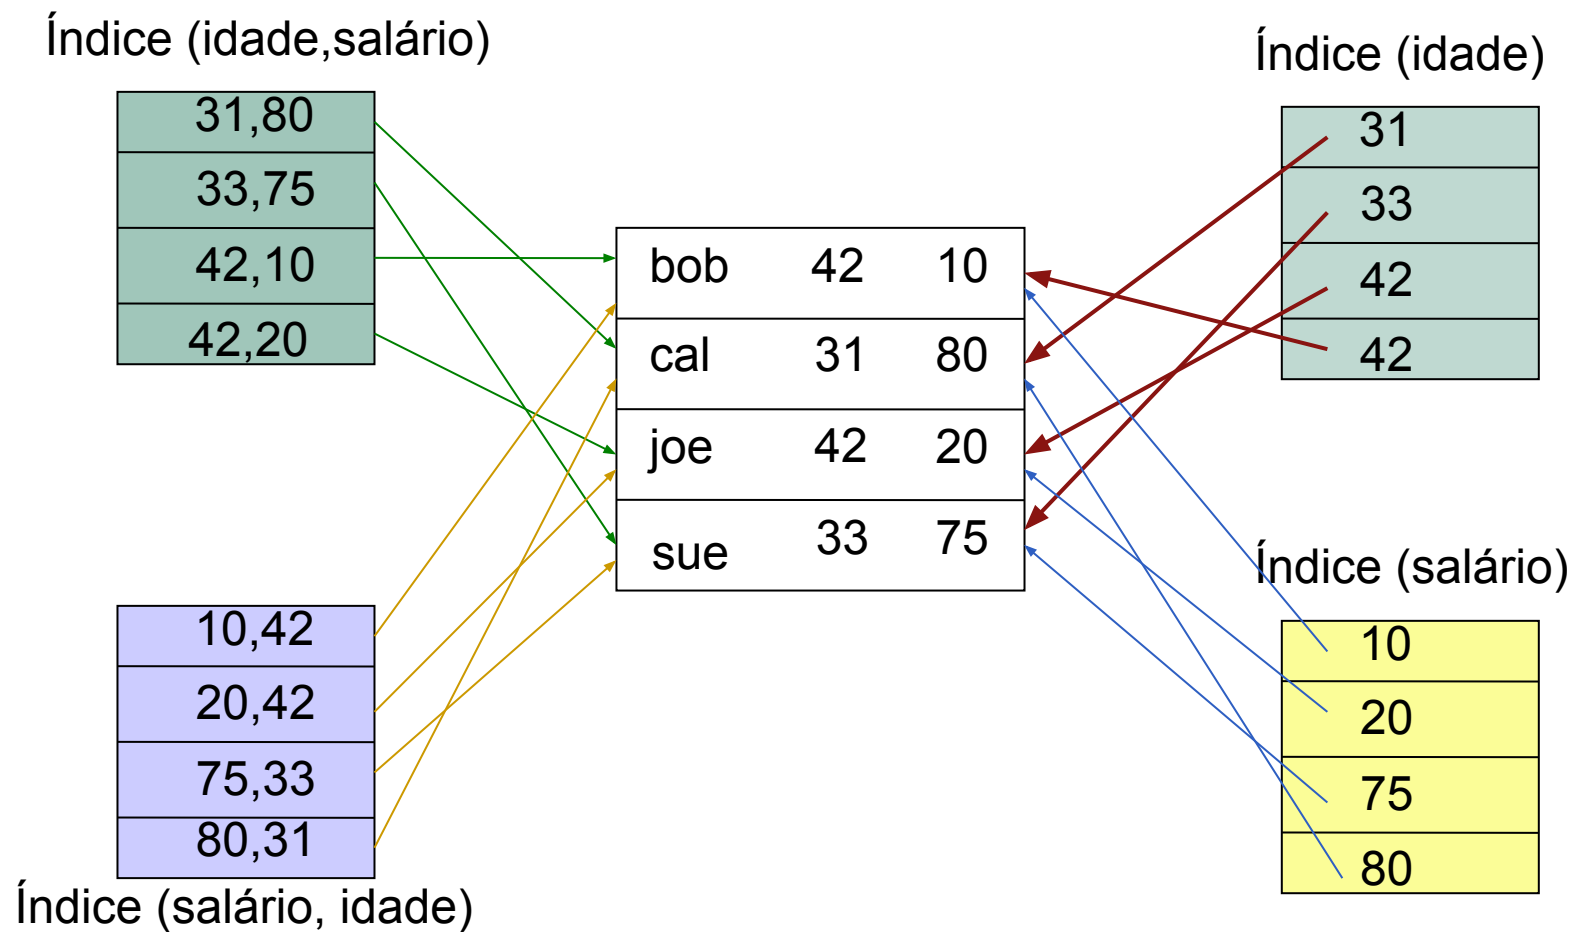 Índice (idade,salário)
31,80
33,75
42,10
42,20
10,42
20,42
75,33
80,31
Índice (salário, idade)
bob 42 10
cal 31 80
joe 42 20
sue 33 75
Índice (idade)
31
33
42
42
Índice (salário)
10
20
75
80